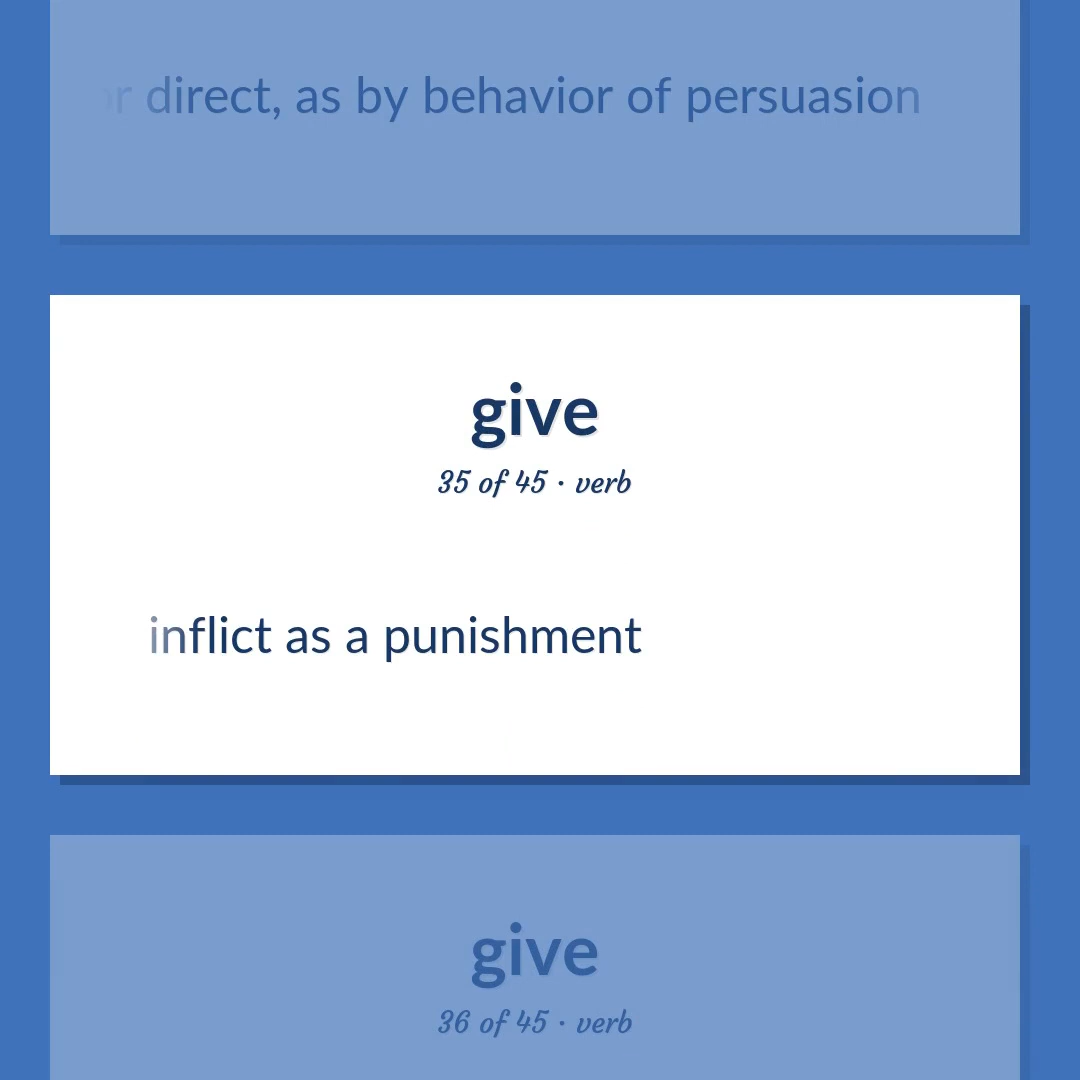 or direct, as by behavior of persuasion
give
35 of 45 · verb
inflict as a punishment
give
36 of 45 · verb